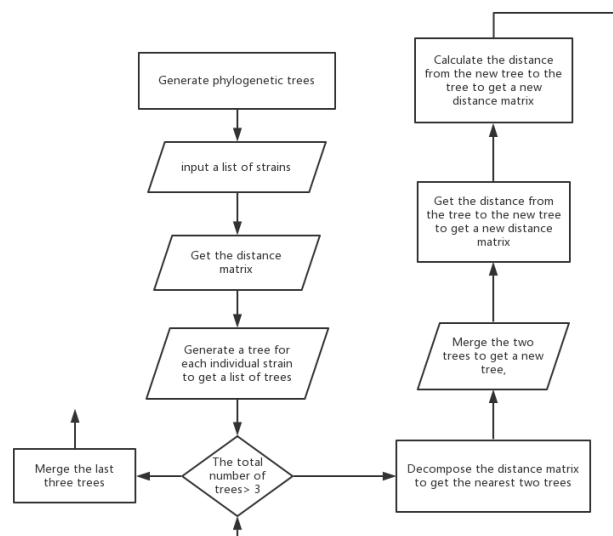 Generate phylogenetic trees
input a list of strains
Get the distance
matrix
Generate a tree for
each individual strain
to get a list of trees
The total
number of
trees> 3
Merge the last
three trees
Decompose the distance matrix
to get the nearest two trees
Merge the two
trees to get a new
tree,
Get the distance from
the tree to the new tree
to get a new distance
matrix
Calculate the distance
from the new tree to the
tree to get a new
distance matrix